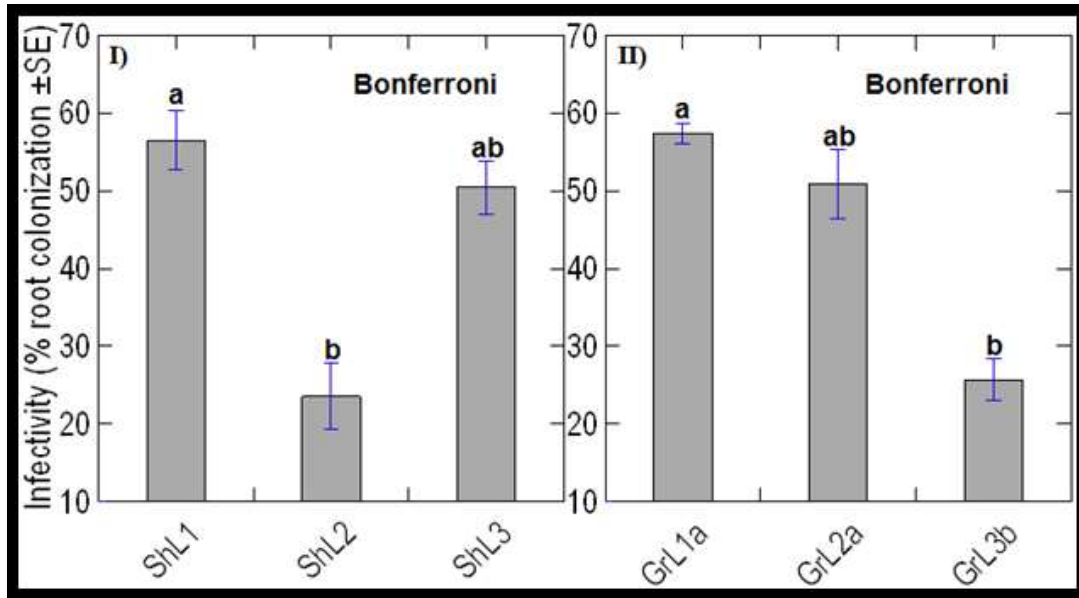 Infectivity (% root colonization ±SE)
I)
Bonferroni
70
60
50
40
30
20
10
a
b
ab
ShL1
ShL2
ShL3
II)
Bonferroni
70
60
50
40
30
20
10
a
ab
b
GrL1a
GrL2a
GrL3b